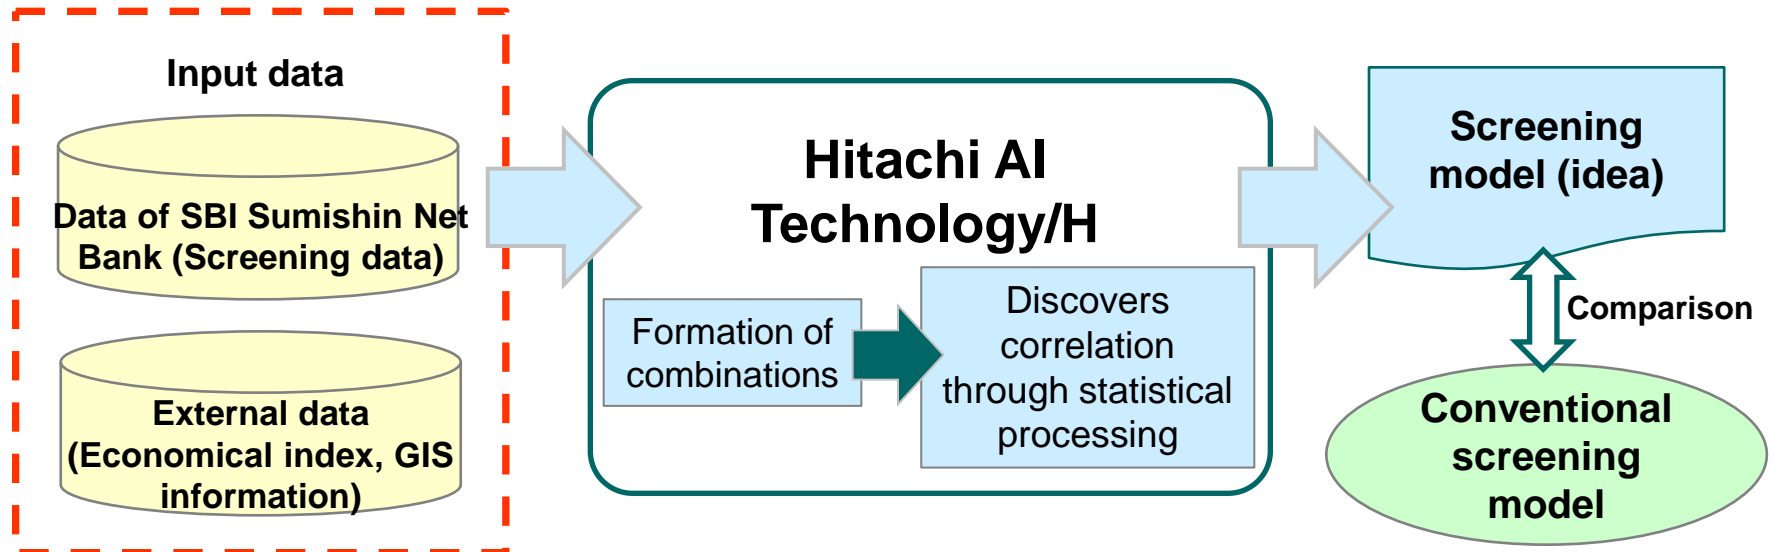 Input data
Data of SBI Sumishin Net
Bank (Screening data)
External data
(Economical index, GIS
information)
Hitachi AI
Technology/H
Formation of
combinations
Discovers
correlation
through statistical
processing
Screening
model (idea)
Comparison
Conventional
screening
model